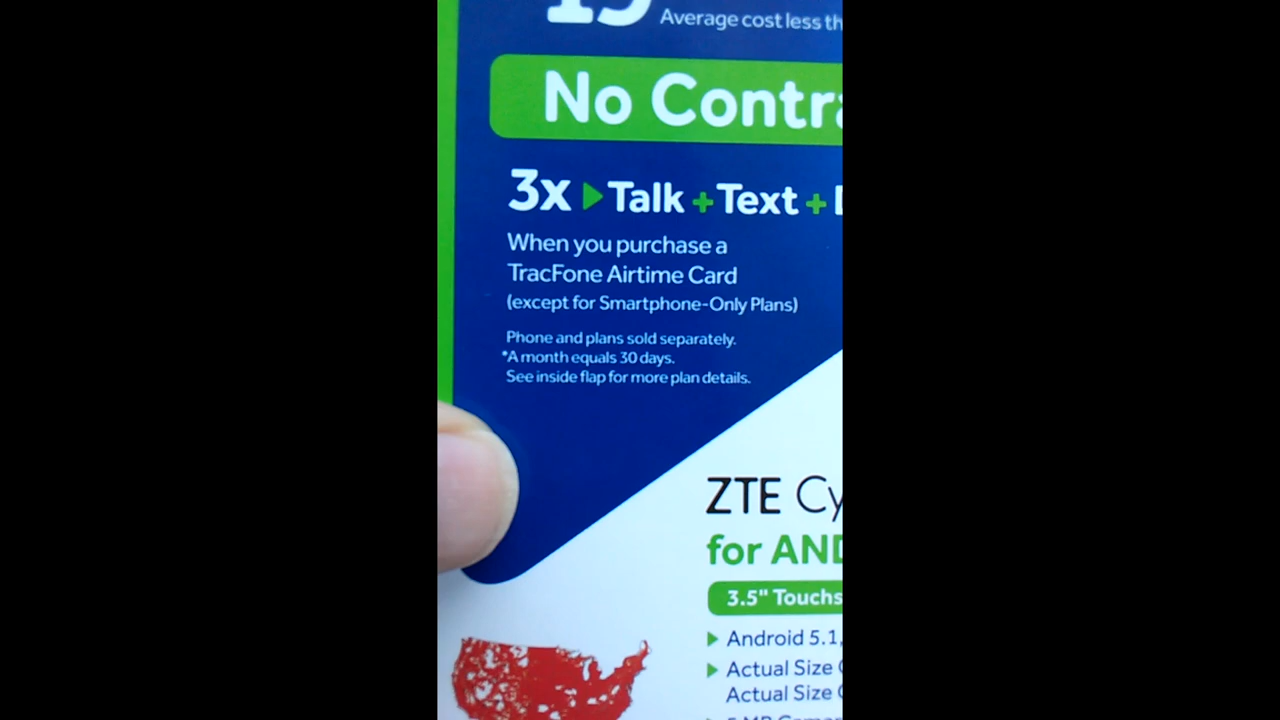 Average cost less th
No Contra
3x Talk + Text +
When you purchase a
TracFone Airtime Card
(except for Smartphone-Only Plans)
Phone and plans sold separately.
*A month equals 30 days.
See inside flap for more plan details.
ZTE Cy
for AND
3.5" Touchs
Android 5.1,
Actual Size
Actual Size